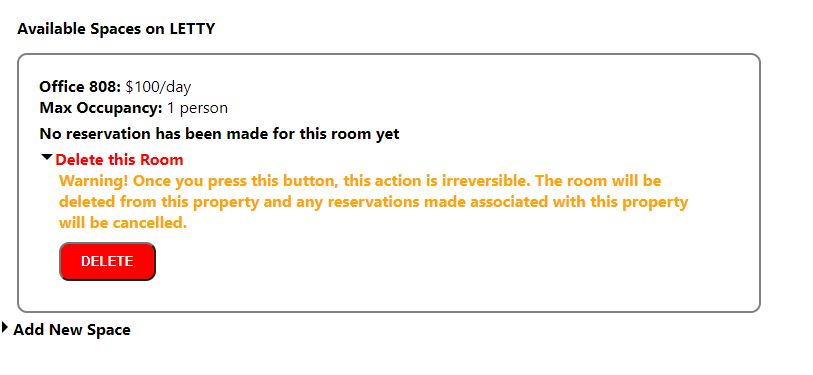 Available Spaces on LETTY
Office 808: $100/day
Max Occupancy: 1 person
No reservation has been made for this room yet
Delete this Room
Warning! Once you press this button, this action is irreversible. The room will be
deleted from this property and any reservations made associated with this property
will be cancelled.
DELETE
Add New Space